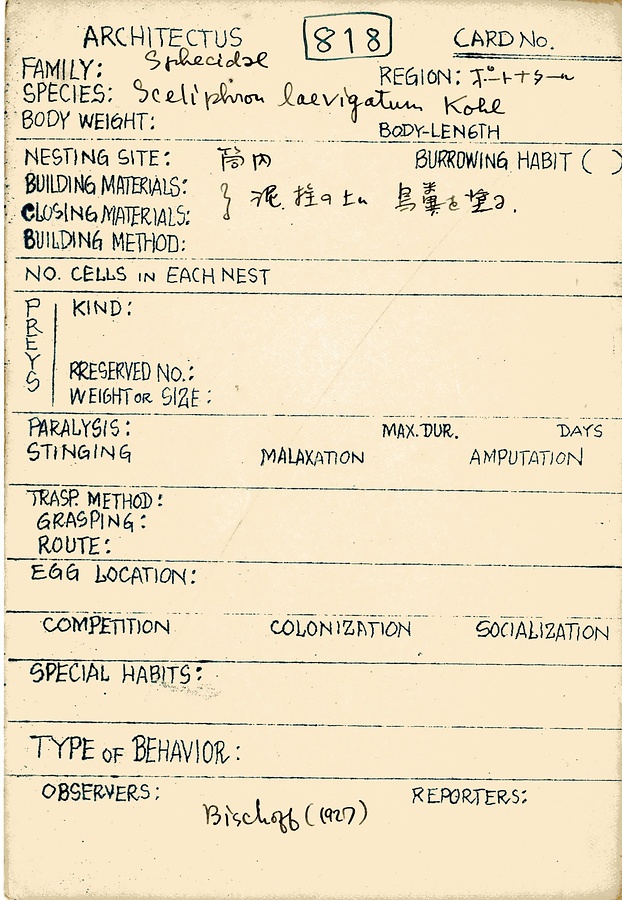 ARCHITECTUS 818 CARD No.
FAMILY: Sphecidae
REGION: ポートナタール
SPECIES: Sceliphron laevigatum Kohl
BODY WEIGHT: BODY-LENGTH
NESTING SITE: 筒内 BURROWING HABIT ( )
BUILDING MATERIALS:
CLOSING MATERIALS: } 泥 栓の上に 鳥糞を塗る.
BUILDING METHOD:
NO. CELLS IN EACH NEST
PREYS
KIND:
PRESERVED NO.:
WEIGHT OR SIZE:
PARALYSIS: MAX. DUR. DAYS
STINGING MALAXATION AMPUTATION
TRASP. METHOD:
GRASPING:
ROUTE:
EGG LOCATION:
COMPETITION COLONIZATION SOCIALIZATION
SPECIAL HABITS:
TYPE OF BEHAVIOR:
OBSERVERS: REPORTERS:
Bischoff (1927)